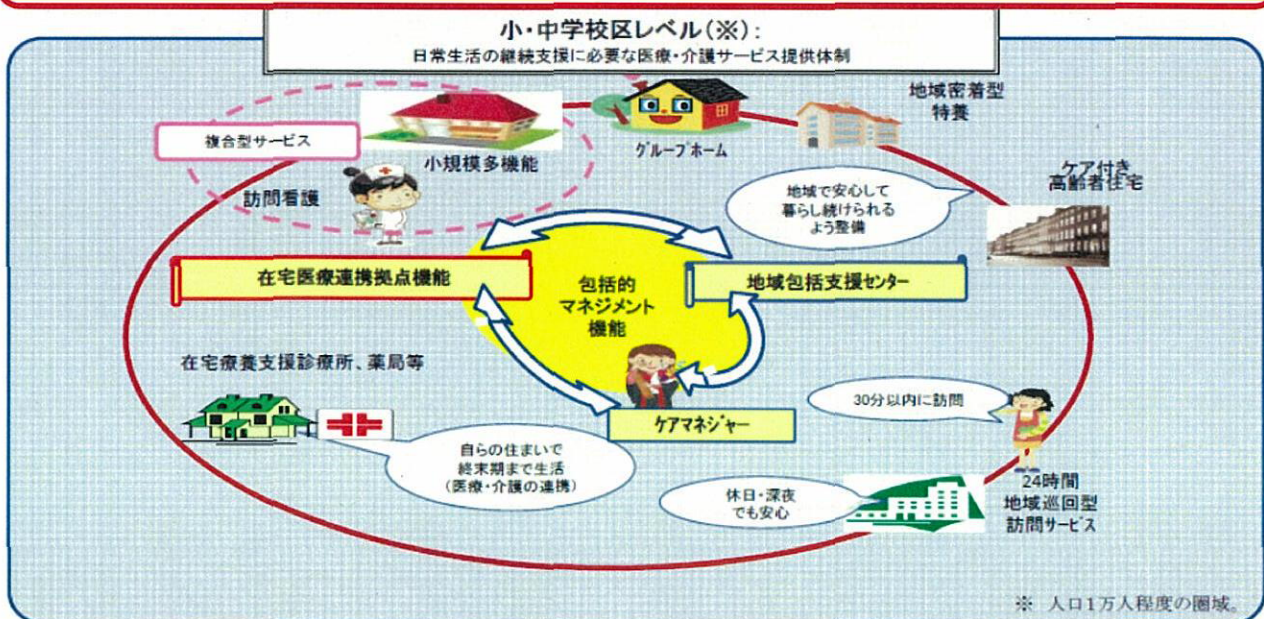 小・中学校区レベル(※):
日常生活の継続支援に必要な医療・介護サービス提供体制
地域密着型
特養
複合型サービス
小規模多機能
グループホーム
ケア付き
高齢者住宅
訪問看護
地域で安心して
暮らし続けられる
よう整備
在宅医療連携拠点機能
包括的
マネジメント
機能
地域包括支援センター
在宅療養支援診療所、薬局等
30分以内に訪問
ケアマネジャー
自らの住まいで
終末期まで生活
(医療・介護の連携)
休日・深夜
でも安心
24時間
地域巡回型
訪問サービス
※ 人口1万人程度の圏域。